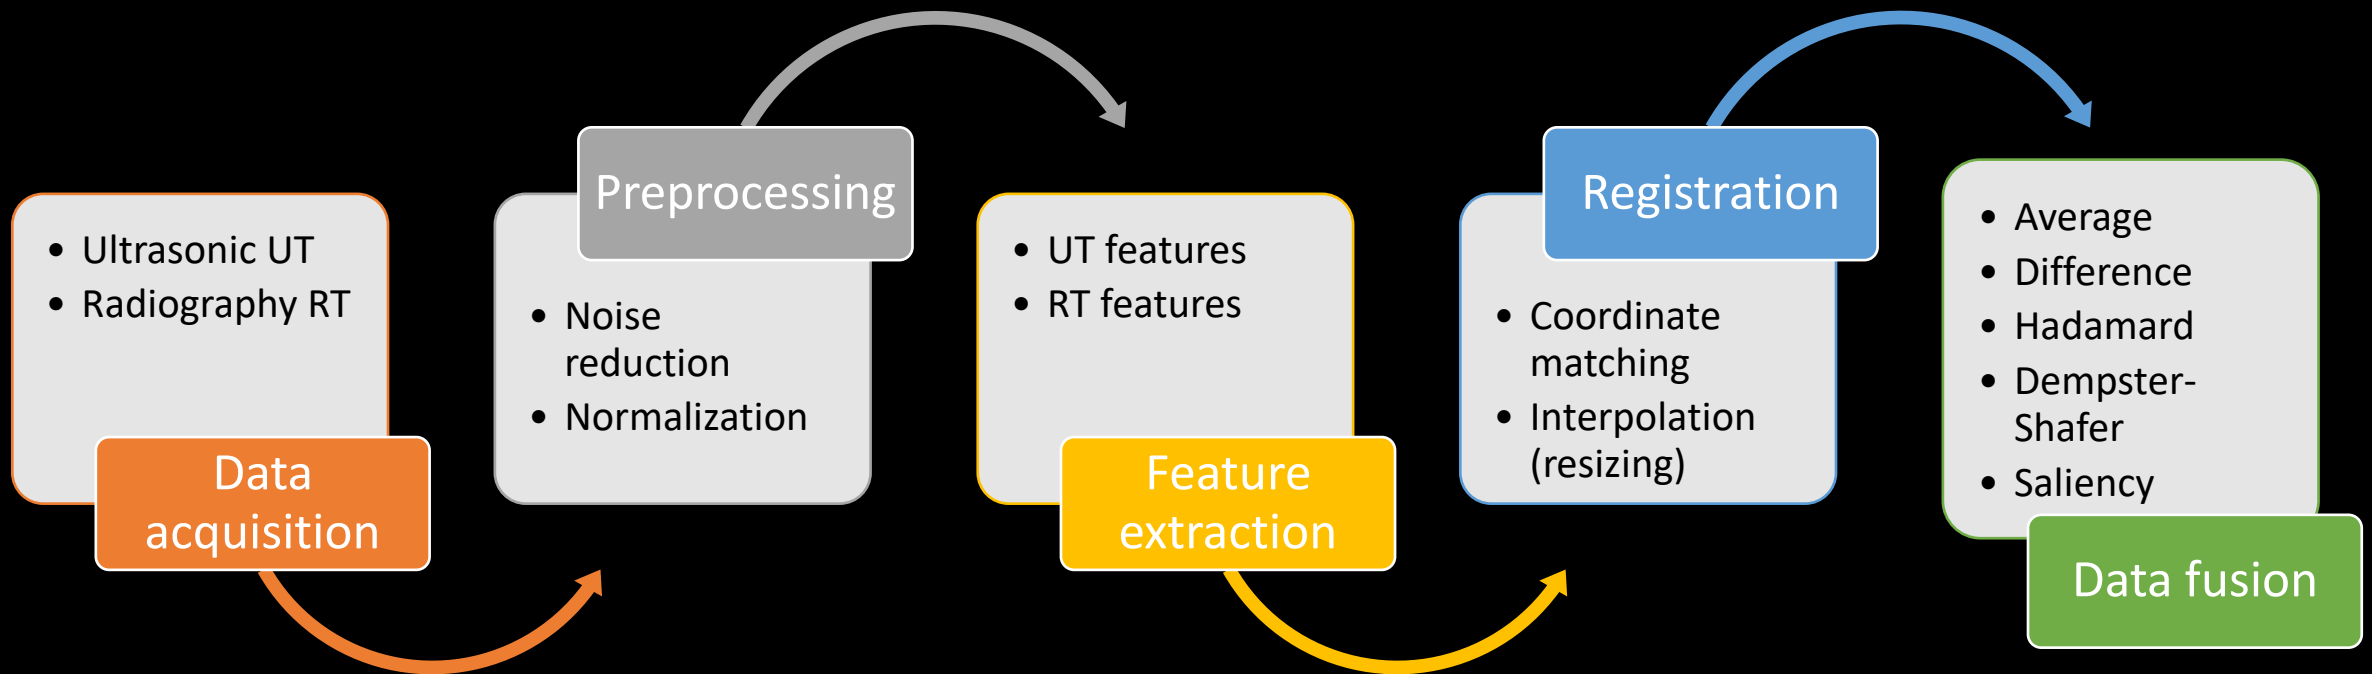 • Ultrasonic UT
• Radiography RT
Data
acquisition
Preprocessing
• Noise
reduction
• Normalization
• UT features
• RT features
Feature
extraction
Registration
• Coordinate
matching
• Interpolation
(resizing)
• Average
• Difference
• Hadamard
• Dempster-
Shafer
• Saliency
Data fusion